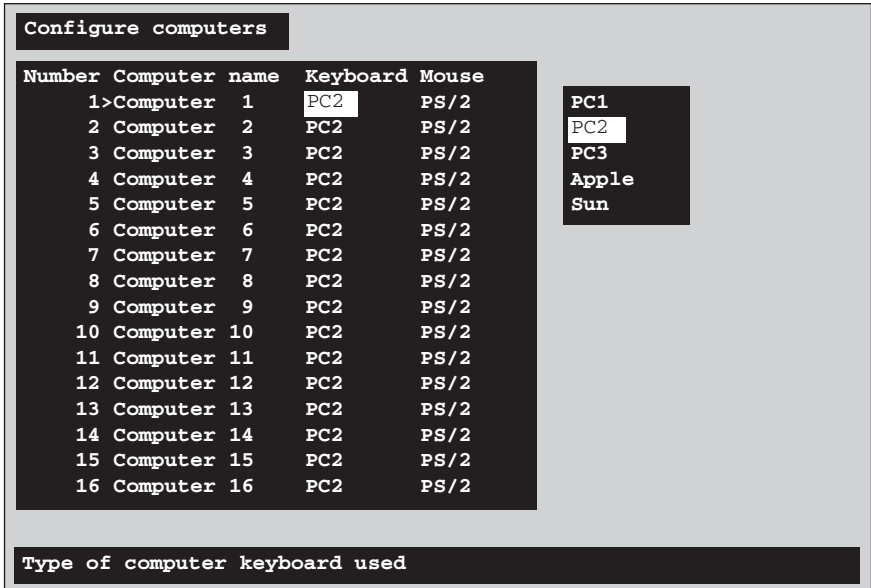 Configure computers
Number Computer name Keyboard Mouse
1>Computer 1 PC2 PS/2
2 Computer 2 PC2 PS/2
3 Computer 3 PC2 PS/2
4 Computer 4 PC2 PS/2
5 Computer 5 PC2 PS/2
6 Computer 6 PC2 PS/2
7 Computer 7 PC2 PS/2
8 Computer 8 PC2 PS/2
9 Computer 9 PC2 PS/2
10 Computer 10 PC2 PS/2
11 Computer 11 PC2 PS/2
12 Computer 12 PC2 PS/2
13 Computer 13 PC2 PS/2
14 Computer 14 PC2 PS/2
15 Computer 15 PC2 PS/2
16 Computer 16 PC2 PS/2
PC1
PC2
PC3
Apple
Sun
Type of computer keyboard used